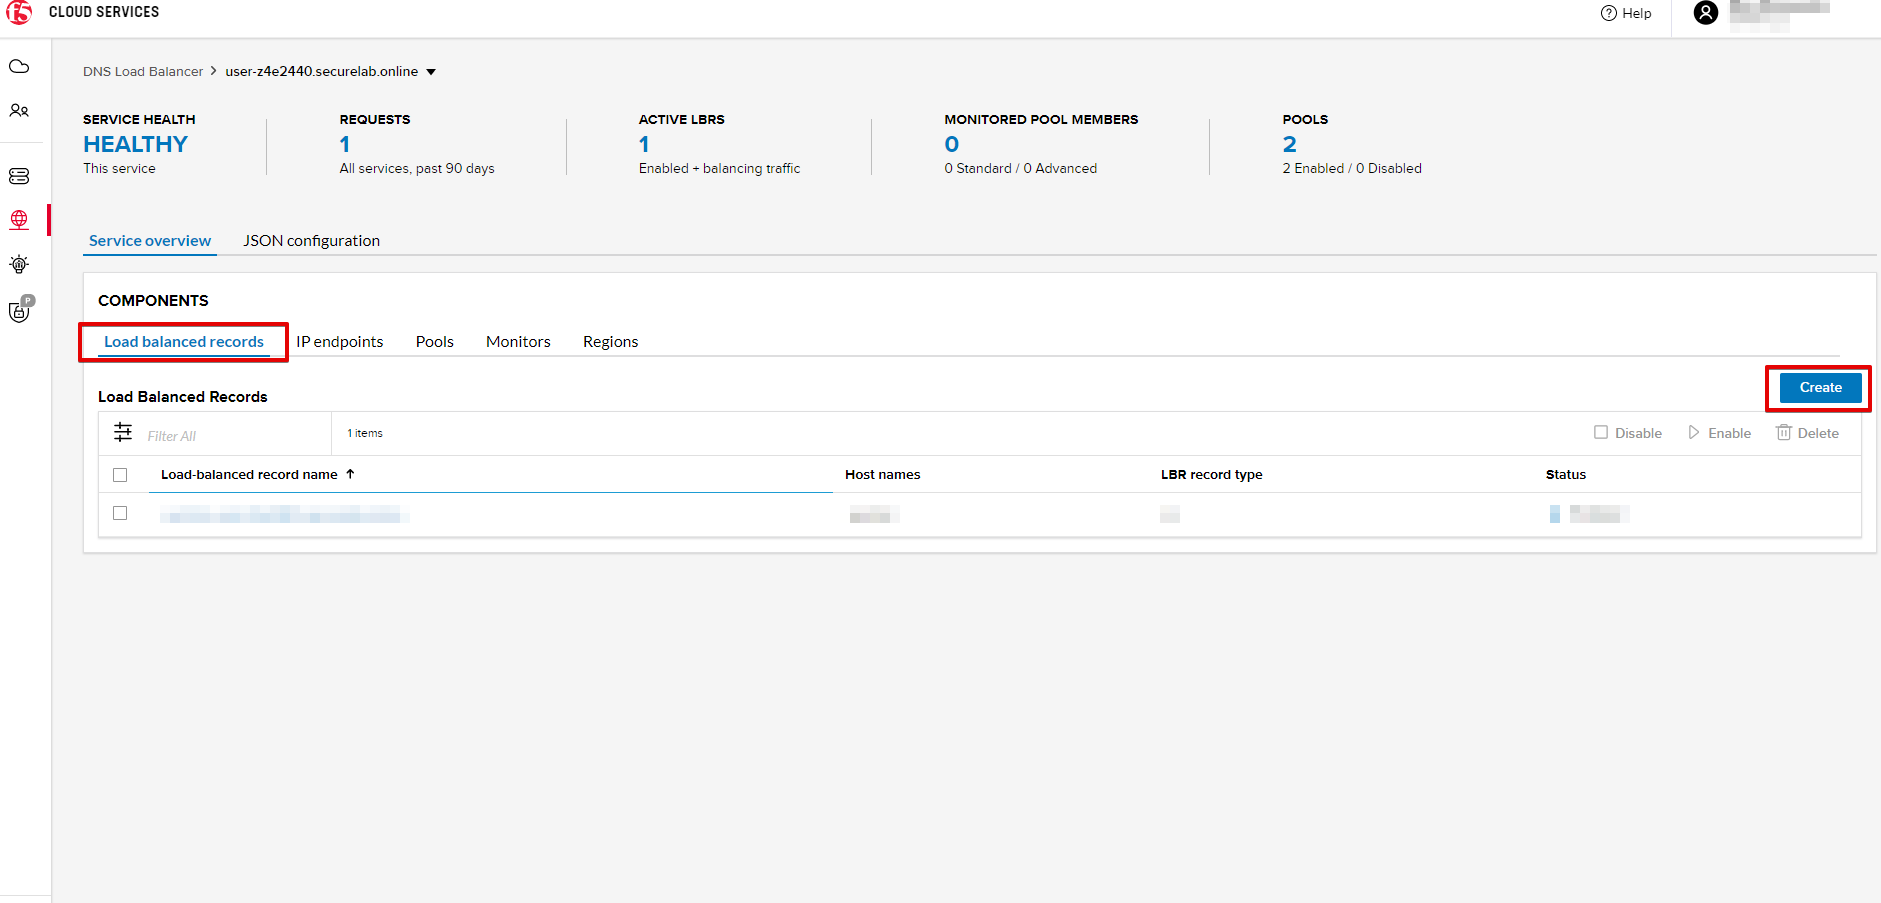 f5 CLOUD SERVICES
Help
DNS Load Balancer > user-z4e2440.securelab.online
SERVICE HEALTH
HEALTHY
This service
REQUESTS
1
All services, past 90 days
ACTIVE LBRS
1
Enabled + balancing traffic
MONITORED POOL MEMBERS
0
0 Standard / 0 Advanced
POOLS
2
2 Enabled / 0 Disabled
Service overview JSON configuration
P
COMPONENTS
Load balanced records IP endpoints Pools Monitors Regions
Create
Load Balanced Records
Filter All 1 items Disable Enable Delete
Load-balanced record name ↑ Host names LBR record type Status